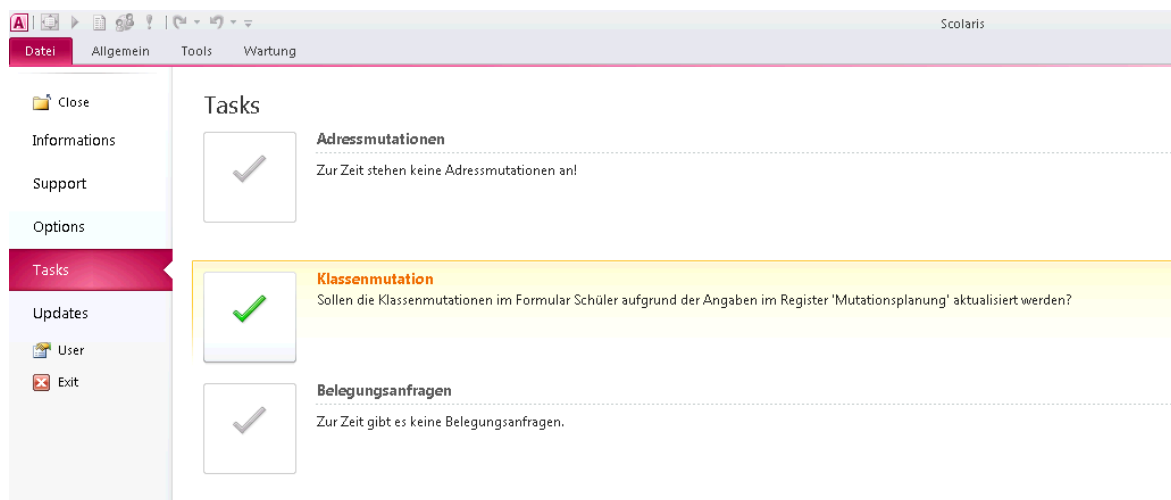 Scolaris
Datei Allgemein Tools Wartung
Close
Informations
Support
Options
Tasks
Updates
User
Exit
Tasks
Adressmutationen
Zur Zeit stehen keine Adressmutationen an!
Klassenmutation
Sollen die Klassenmutationen im Formular Schüler aufgrund der Angaben im Register 'Mutationsplanung' aktualisiert werden?
Belegungsanfragen
Zur Zeit gibt es keine Belegungsanfragen.